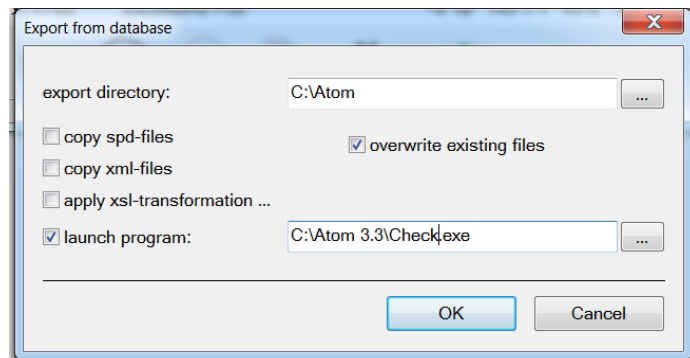 Export from database
export directory: C:\Atom ...
copy spd-files
overwrite existing files
copy xml-files
apply xsl-transformation ...
launch program: C:\Atom 3.3\Check.exe ...
OK Cancel